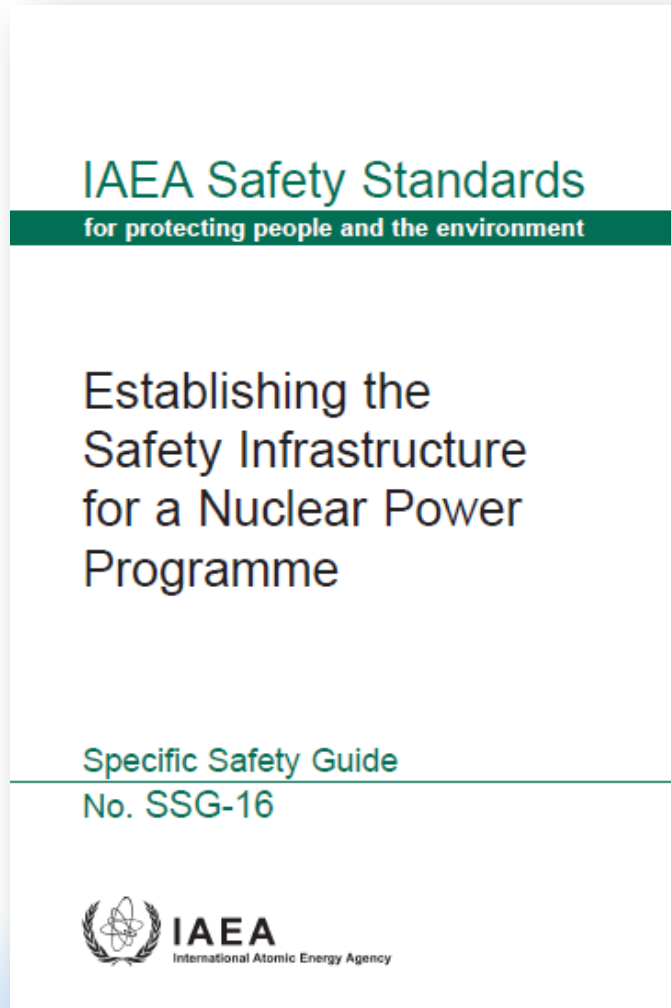 IAEA Safety Standards
for protecting people and the environment
Establishing the
Safety Infrastructure
for a Nuclear Power
Programme
Specific Safety Guide
No. SSG-16
IAEA
International Atomic Energy Agency